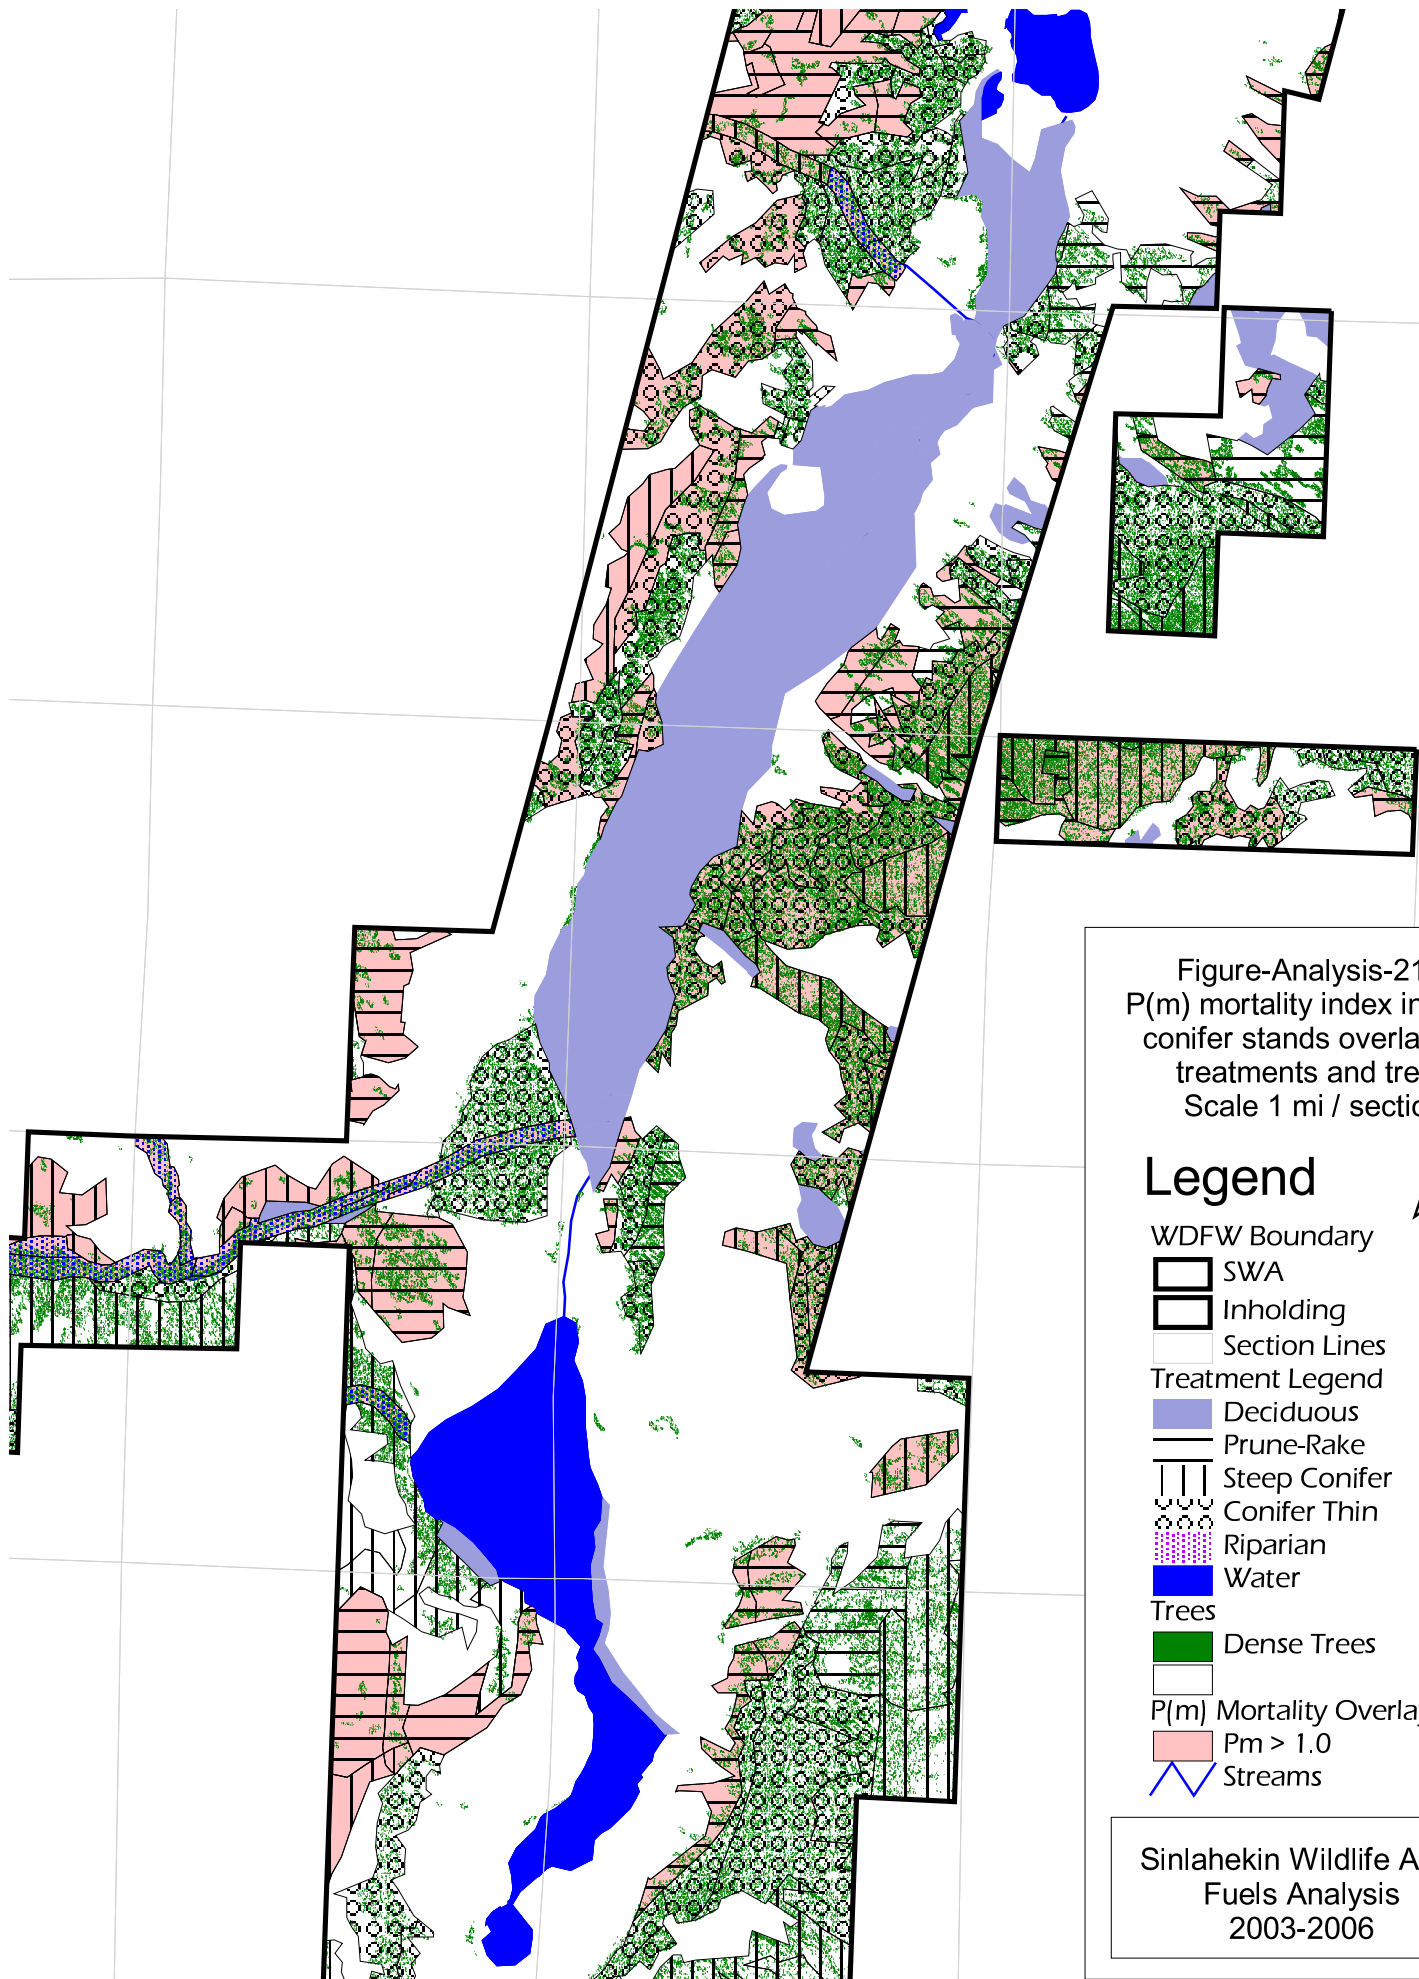 Figure-Analysis-21
P(m) mortality index in
conifer stands overla
treatments and tre
Scale 1 mi / sectio
Legend
WDFW Boundary
SWA
Inholding
Section Lines
Treatment Legend
Deciduous
Prune-Rake
Steep Conifer
Conifer Thin
Riparian
Water
Trees
Dense Trees
P(m) Mortality Overla
Pm > 1.0
Streams
Sinlahekin Wildlife A
Fuels Analysis
2003-2006